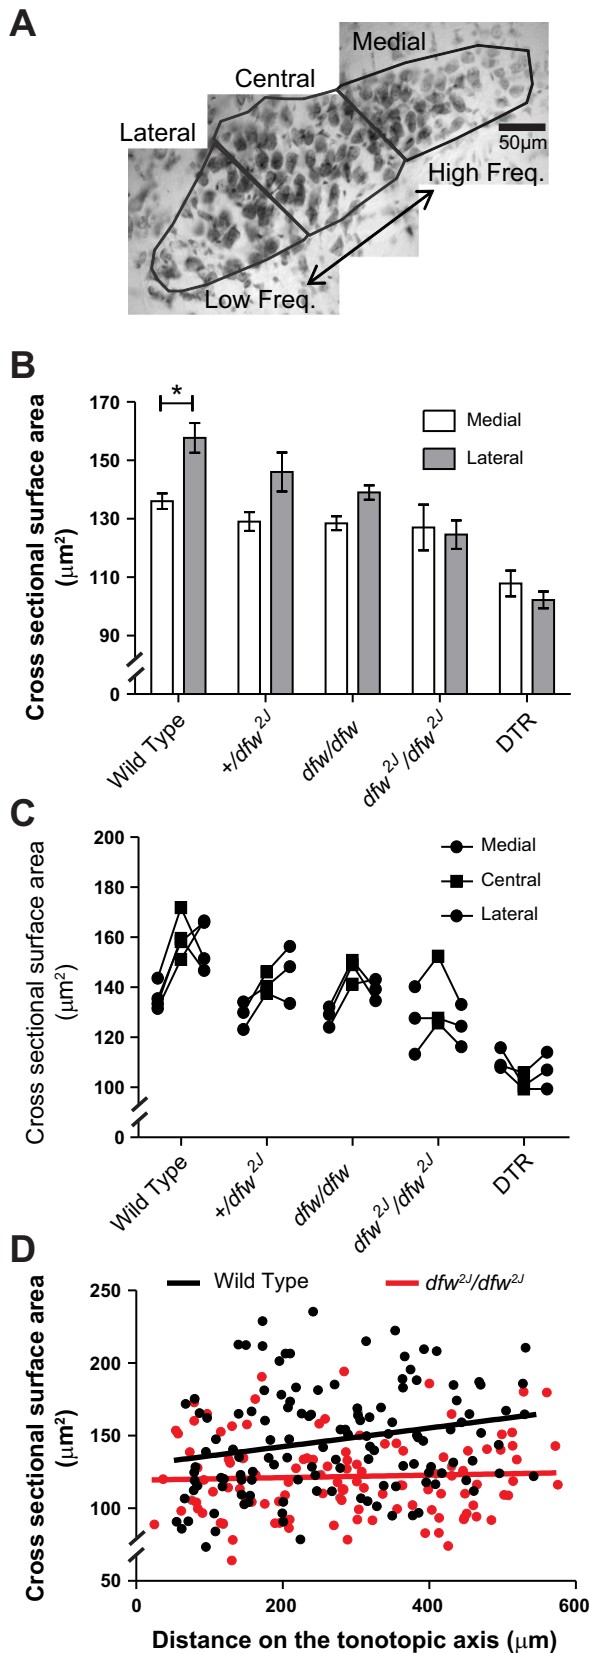 A
Medial
Central
Lateral
50μm
High Freq.
Low Freq.
B
*
Cross sectional surface area
(μm²)
170
150
130
110
90
0
Medial
Lateral
Wild Type
+/dfw²ᴶ
dfw/dfw
dfw²ᴶ/dfw²ᴶ
DTR
C
Cross sectional surface area
(μm²)
200
180
160
140
120
100
0
Medial
Central
Lateral
Wild Type
+/dfw²ᴶ
dfw/dfw
dfw²ᴶ/dfw²ᴶ
DTR
D
Wild Type
dfw²ᴶ/dfw²ᴶ
Cross sectional surface area
(μm²)
250
200
150
100
50
0
200
400
600
Distance on the tonotopic axis (μm)